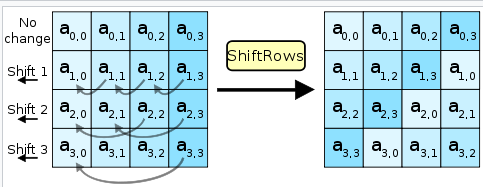 No change a0,0 a0,1 a0,2 a0,3
Shift 1 a1,0 a1,1 a1,2 a1,3
Shift 2 a2,0 a2,1 a2,2 a2,3
Shift 3 a3,0 a3,1 a3,2 a3,3
ShiftRows
a0,0 a0,1 a0,2 a0,3
a1,1 a1,2 a1,3 a1,0
a2,2 a2,3 a2,0 a2,1
a3,3 a3,0 a3,1 a3,2